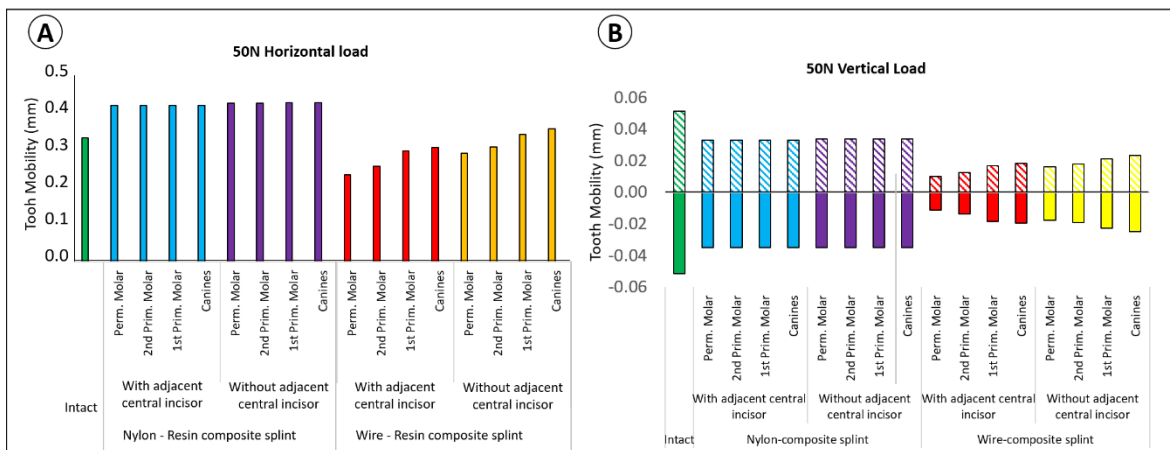 A
50N Horizontal load
Tooh Mobility (mm)
0.5
0.4
0.3
0.2
0.1
0.0
Perm. Molar
2nd Prim. Molar
1st Prim. Molar
Canines
Perm. Molar
2nd Prim. Molar
1st Prim. Molar
Canines
Perm. Molar
2nd Prim. Molar
1st Prim. Molar
Canines
Perm. Molar
2nd Prim. Molar
1st Prim. Molar
Canines
Intact
With adjacent
central incisor
Without adjacent
central incisor
With adjacent
central incisor
Without adjacent
central incisor
Nylon - Resin composite splint
Wire - Resin composite splint
B
50N Vertical Load
Tooth Mobility (mm)
0.06
0.04
0.02
0.00
-0.02
-0.04
-0.06
Perm. Molar
2nd Prim. Molar
1st Prim. Molar
Canines
Perm. Molar
2nd Prim. Molar
1st Prim. Molar
Canines
Perm. Molar
2nd Prim. Molar
1st Prim. Molar
Canines
Perm. Molar
2nd Prim. Molar
1st Prim. Molar
Canines
With adjacent central
incisor
Without adjacent
central incisor
With adjacent central
incisor
Without adjacent
central incisor
Intact
Nylon-composite splint
Wire-composite splint